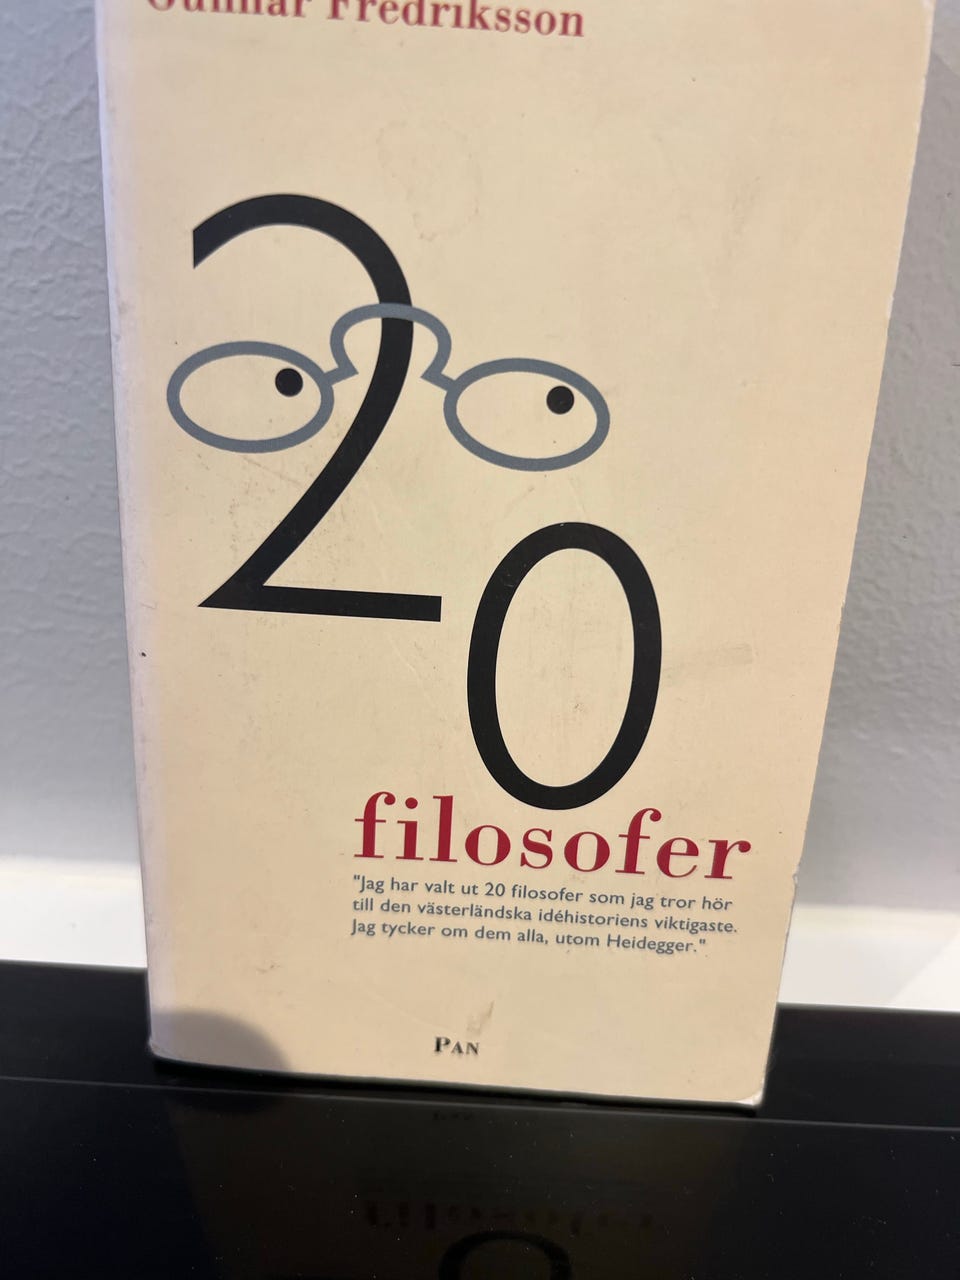 Gunnar Fredriksson
20
filosofer
"Jag har valt ut 20 filosofer som jag tror hör
till den västerländska idéhistoriens viktigaste.
Jag tycker om dem alla, utom Heidegger."
PAN